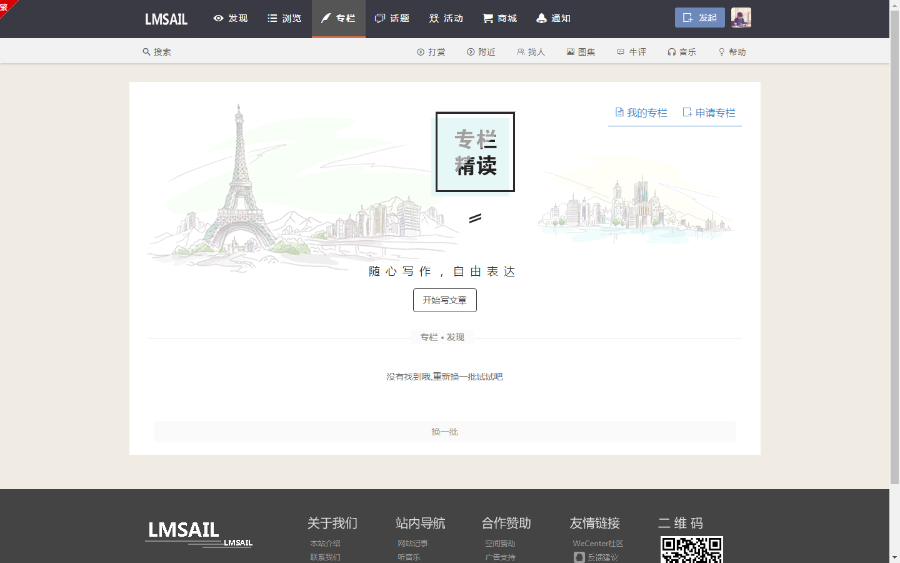 LMSAIL 发现 浏览 专栏 话题 活动 商城 通知 发起
搜索 打赏 附近 找人 图集 牛评 音乐 帮助
我的专栏 申请专栏
专栏
精读
随心写作，自由表达
开始写文章
专栏 • 发现
没有找到哦,重新换一批试试吧
换一批
LMSAIL
LMSAIL
关于我们 站内导航 合作赞助 友情链接 二维码
本站介绍 网站记事 空间赞助 WeCenter社区
联系我们 听音乐 广告支持 反馈建议